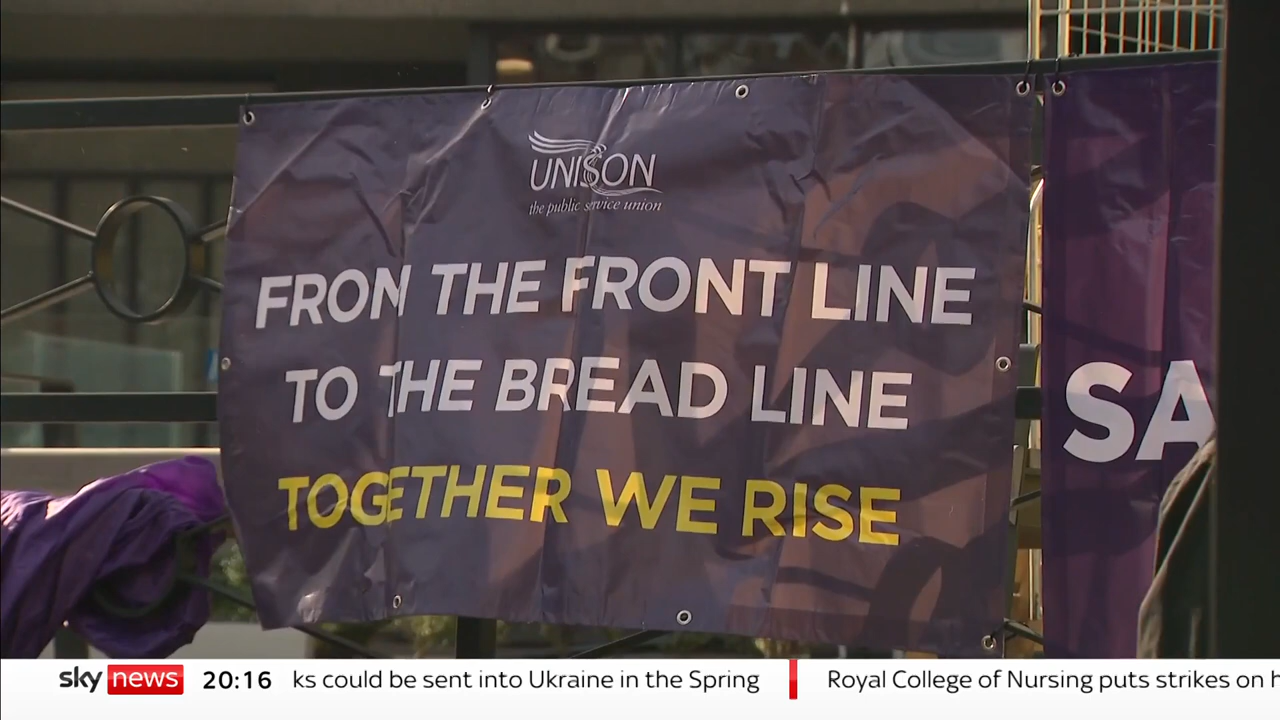 UNISON
the public service union
FROM THE FRONT LINE
TO THE BREAD LINE
TOGETHER WE RISE
SA
sky news 20:16 ks could be sent into Ukraine in the Spring Royal College of Nursing puts strikes on h